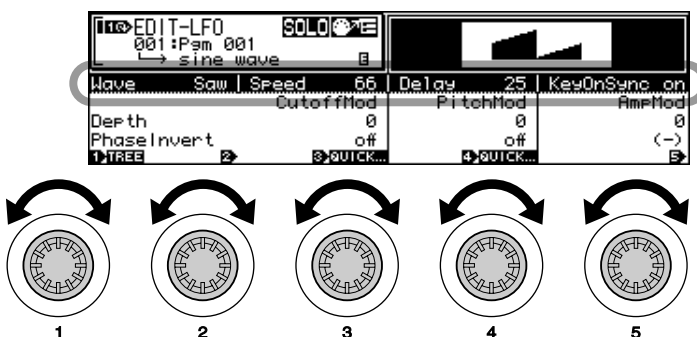 EDIT-LFO SOLO
001:Pgm 001
sine wave
Wave Saw | Speed 66 | Delay 25 | KeyOnSync on
CutoffMod PitchMod AmpMod
Depth 0 0 0
PhaseInvert off off (-)
1 TREE 2 3 QUICK... 4 QUICK... 5
1 2 3 4 5